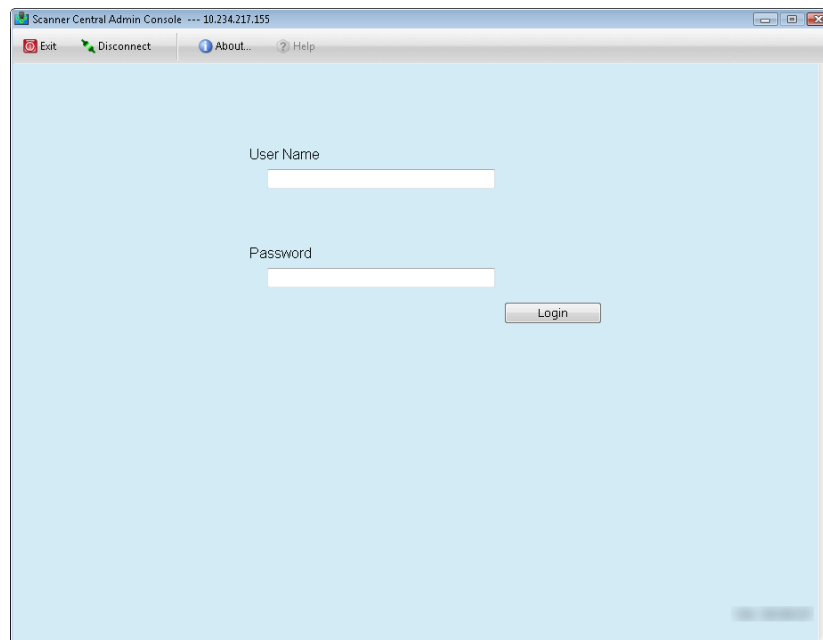 Scanner Central Admin Console --- 10.234.217.155
Exit Disconnect About... Help
User Name
Password
Login